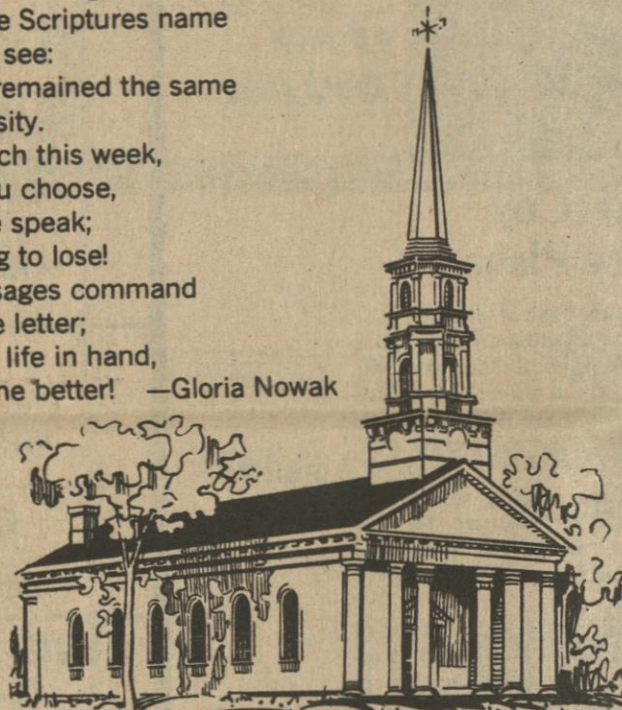 e Scriptures name
see:
remained the same
sity.
ch this week,
u choose,
e speak;
g to lose!
sages command
e letter;
life in hand,
ne better! —Gloria Nowak